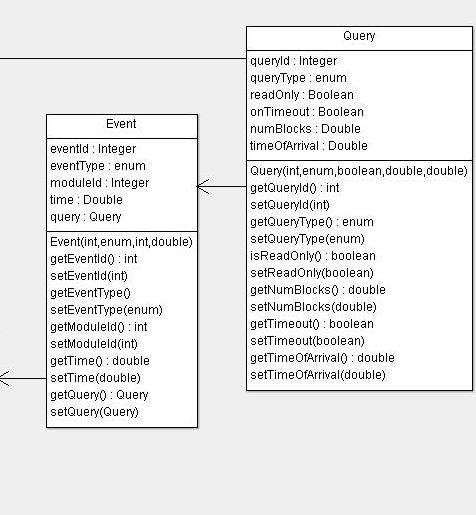 Query
queryId : Integer
queryType : enum
readOnly : Boolean
onTimeout : Boolean
numBlocks : Double
timeOfArrival : Double
Query(int,enum,boolean,double,double)
getQueryId() : int
setQueryId(int)
getQueryType() : enum
setQueryType(enum)
isReadOnly() : boolean
setReadOnly(boolean)
getNumBlocks() : double
setNumBlocks(double)
getTimeout() : boolean
setTimeout(boolean)
getTimeOfArrival() : double
setTimeOfArrival(double)
Event
eventId : Integer
eventType : enum
moduleId : Integer
time : Double
query : Query
Event(int,enum,int,double)
getEventId() : int
setEventId(int)
getEventType()
setEventType(enum)
getModuleId() : int
setModuleId(int)
getTime() : double
setTime(double)
getQuery() : Query
setQuery(Query)